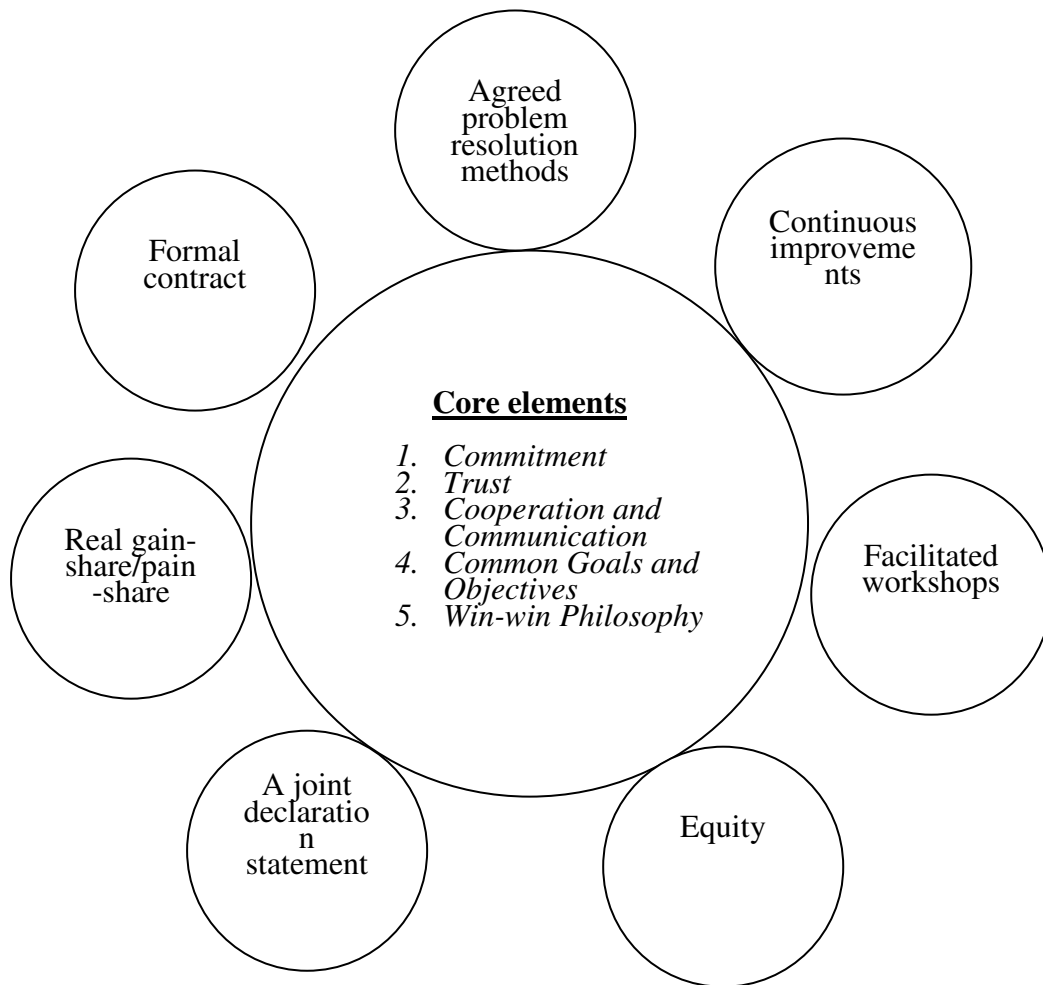 Agreed
problem
resolution
methods
Continuous
improveme
nts
Formal
contract
Core elements
1. Commitment
2. Trust
3. Cooperation and
Communication
4. Common Goals and
Objectives
5. Win-win Philosophy
Real gain-
share/pain
-share
Facilitated
workshops
A joint
declaratio
n
statement
Equity